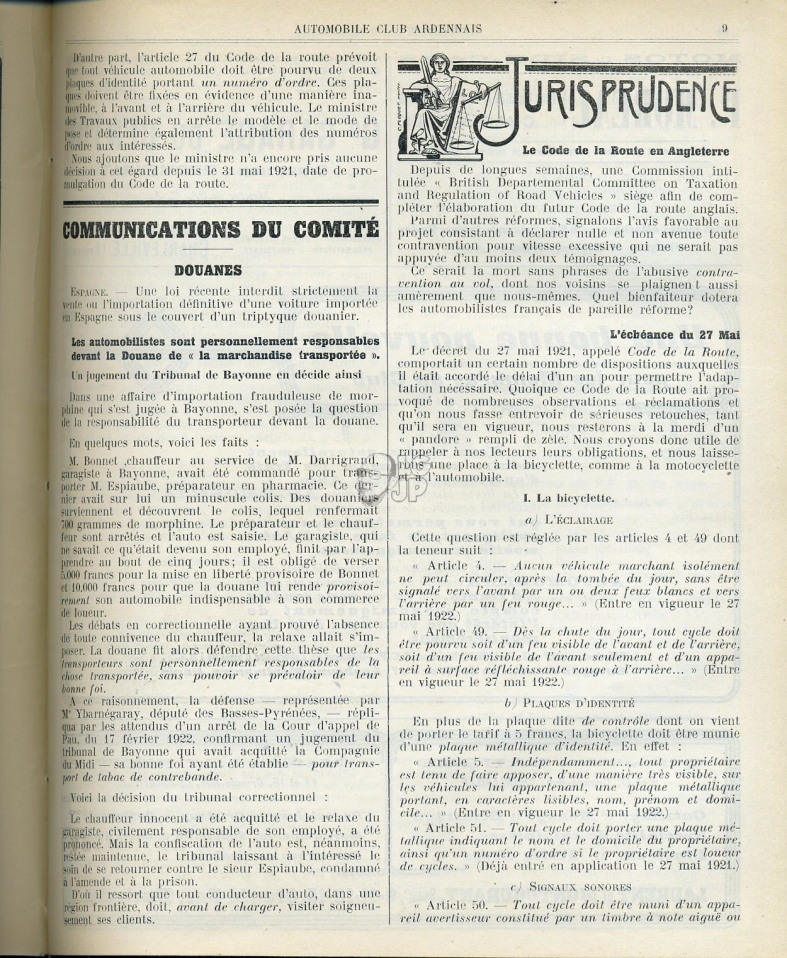 AUTOMOBILE CLUB ARDENNAIS
9
D'autre part, l'article 27 du Code de la route prévoit
que tout véhicule automobile doit être pourvu de deux
plaques d'identité portant un numéro d'ordre. Ces pla-
ques doivent être fixées en évidence d'une manière ina-
movible, à l'avant et à l'arrière du véhicule. Le ministre
des Travaux publics en arrête le modèle et le mode de
pose et détermine également l'attribution des numéros
d'ordre aux intéressés.
Nous ajoutons que le ministre n'a encore pris aucune
décision à cet égard depuis le 31 mai 1921, date de pro-
mulgation du Code de la route.
COMMUNICATIONS DU COMITÉ
DOUANES
ESPAGNE. — Une loi récente interdit strictement la
vente ou l'importation définitive d'une voiture importée
en Espagne sous le couvert d'un triptyque douanier.
Les automobilistes sont personnellement responsables
devant la Douane de « la marchandise transportée ».
Un jugement du Tribunal de Bayonne en décide ainsi
Dans une affaire d'importation frauduleuse de mor-
phine qui s'est jugée à Bayonne, s'est posée la question
de la responsabilité du transporteur devant la douane.
En quelques mots, voici les faits :
M. Bonnet ,chauffeur au service de M. Darrigrand,
garagiste à Bayonne, avait été commandé pour trans-
porter M. Espiaube, préparateur en pharmacie. Ce der-
nier avait sur lui un minuscule colis. Des douaniers
surviennent et découvrent le colis, lequel renfermait
700 grammes de morphine. Le préparateur et le chauf-
feur sont arrêtés et l'auto est saisie. Le garagiste, qui
ne savait ce qu'était devenu son employé, finit par l'ap-
prendre au bout de cinq jours; il est obligé de verser
5.000 francs pour la mise en liberté provisoire de Bonnet
et 10.000 francs pour que la douane lui rende provisoi-
rement son automobile indispensable à son commerce
de loueur.
Les débats en correctionnelle ayant prouvé l'absence
de toute connivence du chauffeur, la relaxe allait s'im-
poser. La douane fit alors défendre cette thèse que les
transporteurs sont personnellement responsables de la
chose transportée, sans pouvoir se prévaloir de leur
bonne foi.
A ce raisonnement, la défense — représentée par
Me Ybarnégaray, député des Basses-Pyrénées, — répli-
qua par les attendus d'un arrêt de la Cour d'appel de
Pau, du 17 février 1922, confirmant un jugement du
tribunal de Bayonne qui avait acquitté la Compagnie
du Midi — sa bonne foi ayant été établie — pour trans-
port de tabac de contrebande.
Voici la décision du tribunal correctionnel :
Le chauffeur innocent a été acquitté et le relaxe du
garagiste, civilement responsable de son employé, a été
prononcé. Mais la confiscation de l'auto est, néanmoins,
restée maintenue, le tribunal laissant à l'intéressé le
soin de se retourner contre le sieur Espiaube, condamné
à l'amende et à la prison.
D'où il ressort que tout conducteur d'auto, dans une
région frontière, doit, avant de charger, visiter soigneu-
sement ses clients.
JURISPRUDENCE
Le Code de la Route en Angleterre
Depuis de longues semaines, une Commission inti-
tulée « British Departemental Committee on Taxation
and Regulation of Road Vehicles » siège afin de com-
pléter l'élaboration du futur Code de la route anglais.
Parmi d'autres réformes, signalons l'avis favorable au
projet consistant à déclarer nulle et non avenue toute
contravention pour vitesse excessive qui ne serait pas
appuyée d'au moins deux témoignages.
Ce serait la mort sans phrases de l'abusive contra-
vention au vol, dont nos voisins se plaignent aussi
amèrement que nous-mêmes. Quel bienfaiteur dotera
les automobilistes français de pareille réforme?
L'échéance du 27 Mai
Le décret du 27 mai 1921, appelé Code de la Route,
comportait un certain nombre de dispositions auxquelles
il était accordé le délai d'un an pour permettre l'adap-
tation nécessaire. Quoique ce Code de la Route ait pro-
voqué de nombreuses observations et réclamations et
qu'on nous fasse entrevoir de sérieuses retouches, tant
qu'il sera en vigueur, nous resterons à la merdi d'un
« pandore » rempli de zèle. Nous croyons donc utile de
rappeler à nos lecteurs leurs obligations, et nous laisse-
rons une place à la bicyclette, comme à la motocyclette
et à l'automobile.
I. La bicyclette.
a) L'ÉCLAIRAGE
Cette question est réglée par les articles 4 et 49 dont
la teneur suit :
« Article 4. — Aucun véhicule marchant isolément
ne peut circuler, après la tombée du jour, sans être
signalé vers l'avant par un ou deux feux blancs et vers
l'arrière par un feu rouge... » (Entré en vigueur le 27
mai 1922.)
« Article 49. — Dès la chute du jour, tout cycle doit
être pourvu soit d'un feu visible de l'avant et de l'arrière,
soit d'un feu visible de l'avant seulement et d'un appa-
reil à surface réfléchissante rouge à l'arrière... » (Entre
en vigueur le 27 mai 1922.)
b) PLAQUES D'IDENTITÉ
En plus de la plaque dite de contrôle dont on vient
de porter le tarif à 5 francs, la bicyclette doit être munie
d'une plaque métallique d'identité. En effet :
« Article 5. — Indépendamment..., tout propriétaire
est tenu de faire apposer, d'une manière très visible, sur
les véhicules lui appartenant, une plaque métallique
portant, en caractères lisibles, nom, prénom et domi-
cile... » (Entre en vigueur le 27 mai 1922.)
« Article 51. — Tout cycle doit porter une plaque mé-
tallique indiquant le nom et le domicile du propriétaire,
ainsi qu'un numéro d'ordre si le propriétaire est loueur
de cycles. » (Déjà entré en application le 27 mai 1921.)
c) SIGNAUX SONORES
« Article 50. — Tout cycle doit être muni d'un appa-
reil avertisseur constitué par un timbre à note aiguë ou